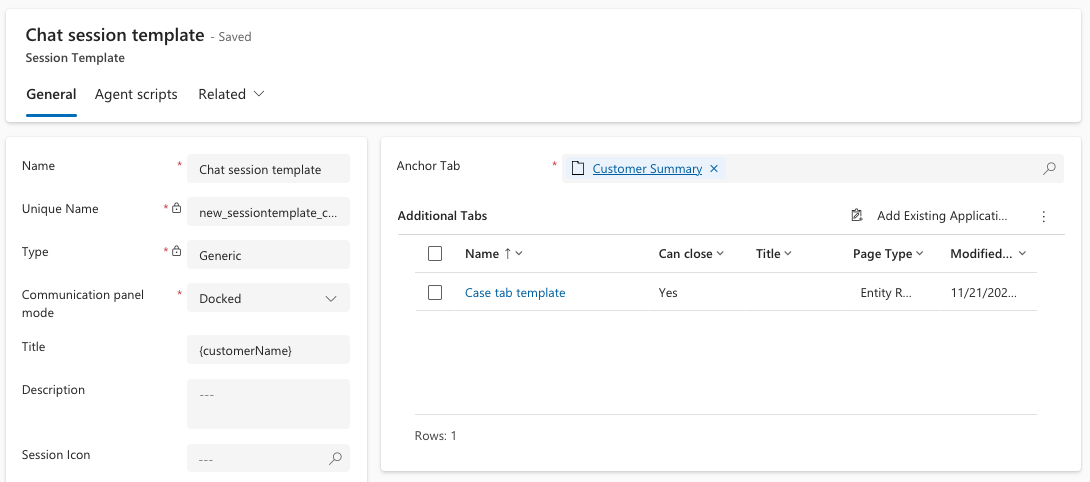 Chat session template - Saved
Session Template
General Agent scripts Related
Name * Chat session template
Unique Name * new_sessiontemplate_c...
Type * Generic
Communication panel mode * Docked
Title {customerName}
Description ---
Session Icon ---
Anchor Tab * Customer Summary ×
Additional Tabs Add Existing Applicati...
Name ↑ Can close Title Page Type Modified...
Case tab template Yes Entity R... 11/21/202...
Rows: 1